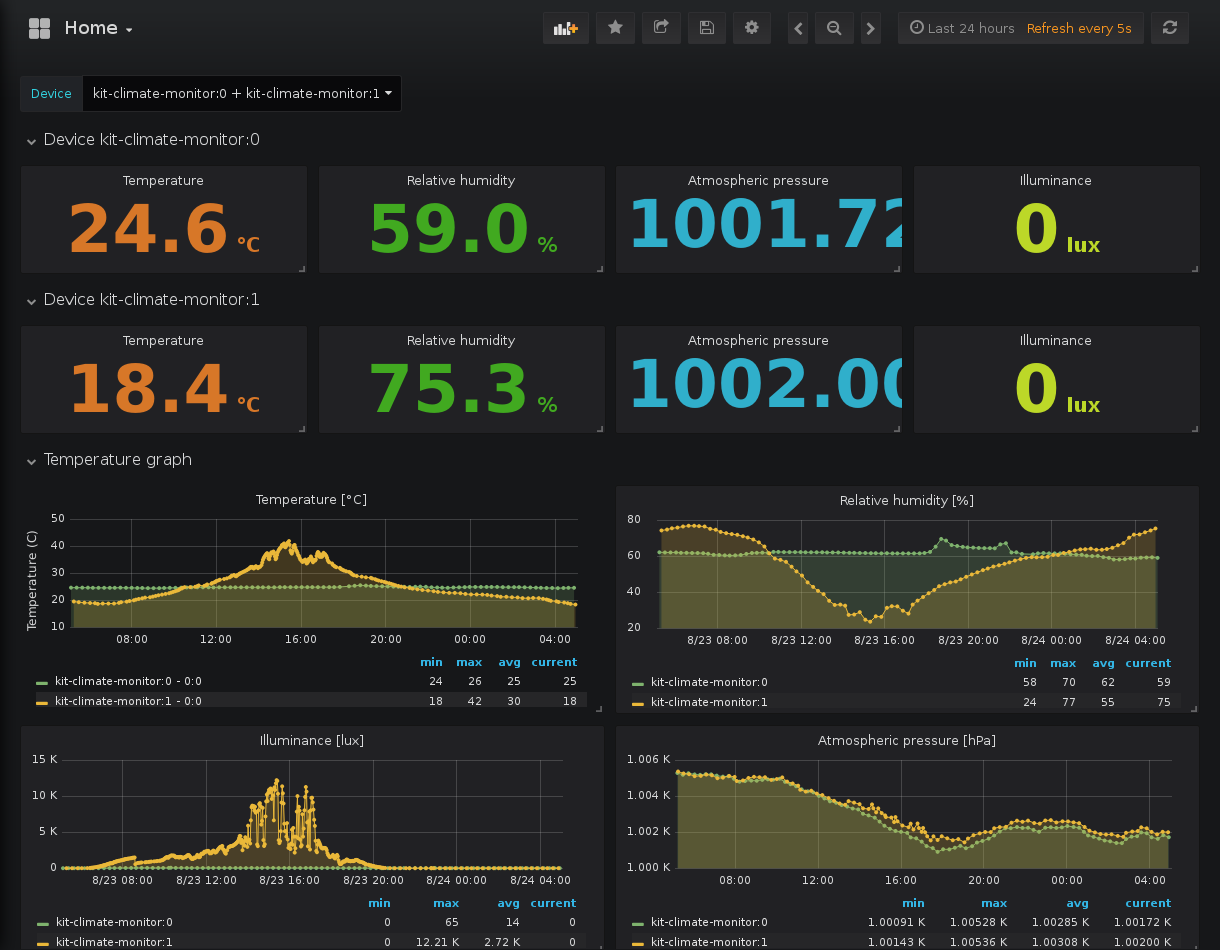 Home
Last 24 hours Refresh every 5s
Device kit-climate-monitor:0 + kit-climate-monitor:1
Device kit-climate-monitor:0
Temperature Relative humidity Atmospheric pressure Illuminance
24.6 °C 59.0 % 1001.72 0 lux
Device kit-climate-monitor:1
Temperature Relative humidity Atmospheric pressure Illuminance
18.4 °C 75.3 % 1002.00 0 lux
Temperature graph
Temperature [°C]
Temperature (C)
50
40
30
20
10
08:00 12:00 16:00 20:00 00:00 04:00
min max avg current
kit-climate-monitor:0 - 0:0 24 26 25 25
kit-climate-monitor:1 - 0:0 18 42 30 18
Relative humidity [%]
80
60
40
20
8/23 08:00 8/23 12:00 8/23 16:00 8/23 20:00 8/24 00:00 8/24 04:00
min max avg current
kit-climate-monitor:0 58 70 62 59
kit-climate-monitor:1 24 77 55 75
Illuminance [lux]
15 K
10 K
5 K
0
8/23 08:00 8/23 12:00 8/23 16:00 8/23 20:00 8/24 00:00 8/24 04:00
min max avg current
kit-climate-monitor:0 0 65 14 0
kit-climate-monitor:1 0 12.21 K 2.72 K 0
Atmospheric pressure [hPa]
1.006 K
1.004 K
1.002 K
1.000 K
08:00 12:00 16:00 20:00 00:00 04:00
min max avg current
kit-climate-monitor:0 1.00091 K 1.00528 K 1.00285 K 1.00172 K
kit-climate-monitor:1 1.00143 K 1.00536 K 1.00308 K 1.00200 K